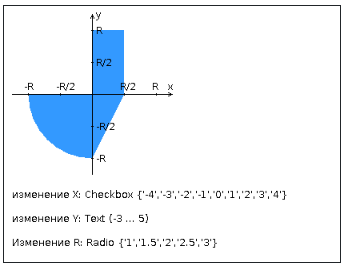 y
R
R/2
-R
-R/2
R/2
R
x
-R/2
-R
изменение X: Checkbox {'-4','-3','-2','-1','0','1','2','3','4'}
изменение Y: Text (-3 ... 5)
Изменение R: Radio {'1','1.5','2','2.5','3'}